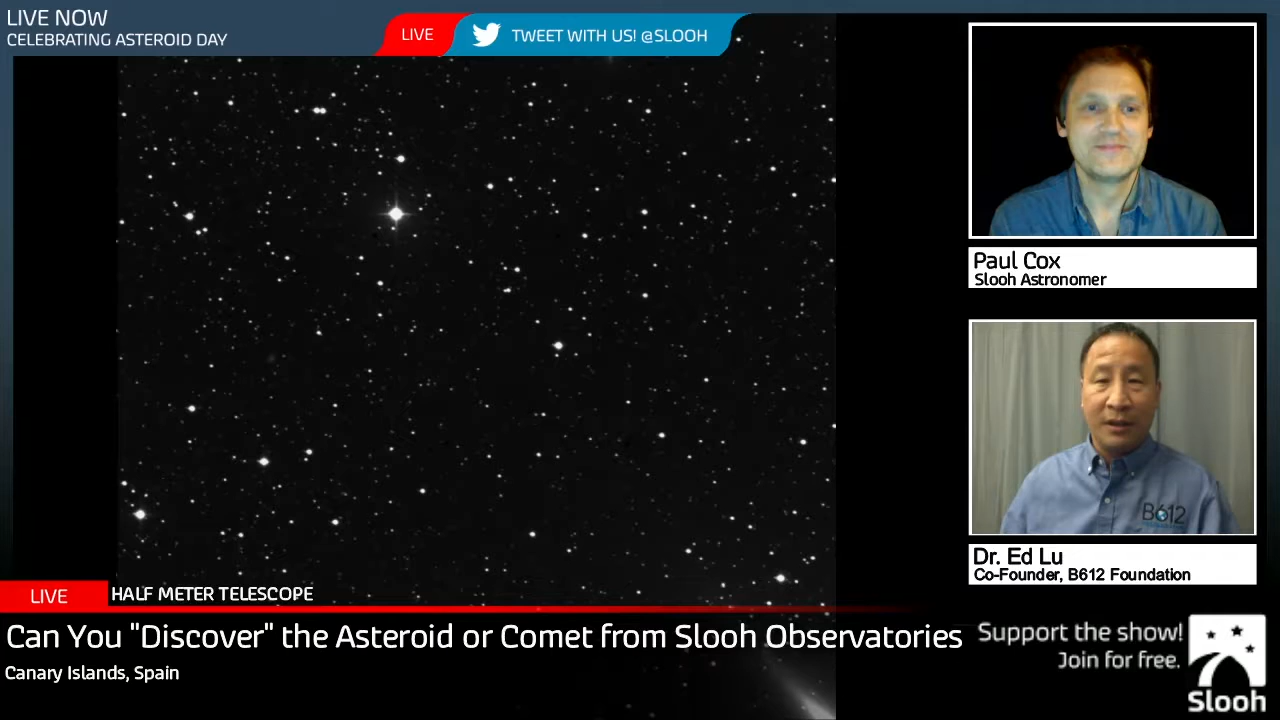 LIVE NOW
CELEBRATING ASTEROID DAY
LIVE
TWEET WITH US! @SLOOH
Paul Cox
Slooh Astronomer
B612
Dr. Ed Lu
Co-Founder, B612 Foundation
LIVE
HALF METER TELESCOPE
Can You "Discover" the Asteroid or Comet from Slooh Observatories
Canary Islands, Spain
Support the show!
Join for free.
Slooh